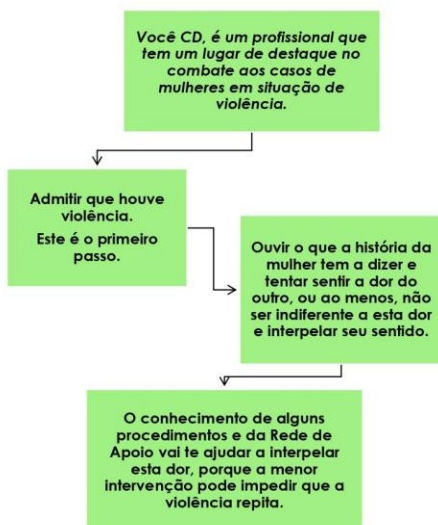 Você CD, é um profissional que
tem um lugar de destaque no
combate aos casos de
mulheres em situação de
violência.
Admitir que houve
violência.
Este é o primeiro
passo.
Ouvir o que a história da
mulher tem a dizer e
tentar sentir a dor do
outro, ou ao menos, não
ser indiferente a esta dor
e interpelar seu sentido.
O conhecimento de alguns
procedimentos e da Rede de
Apoio vai te ajudar a interpelar
esta dor, porque a menor
intervenção pode impedir que a
violência repita.